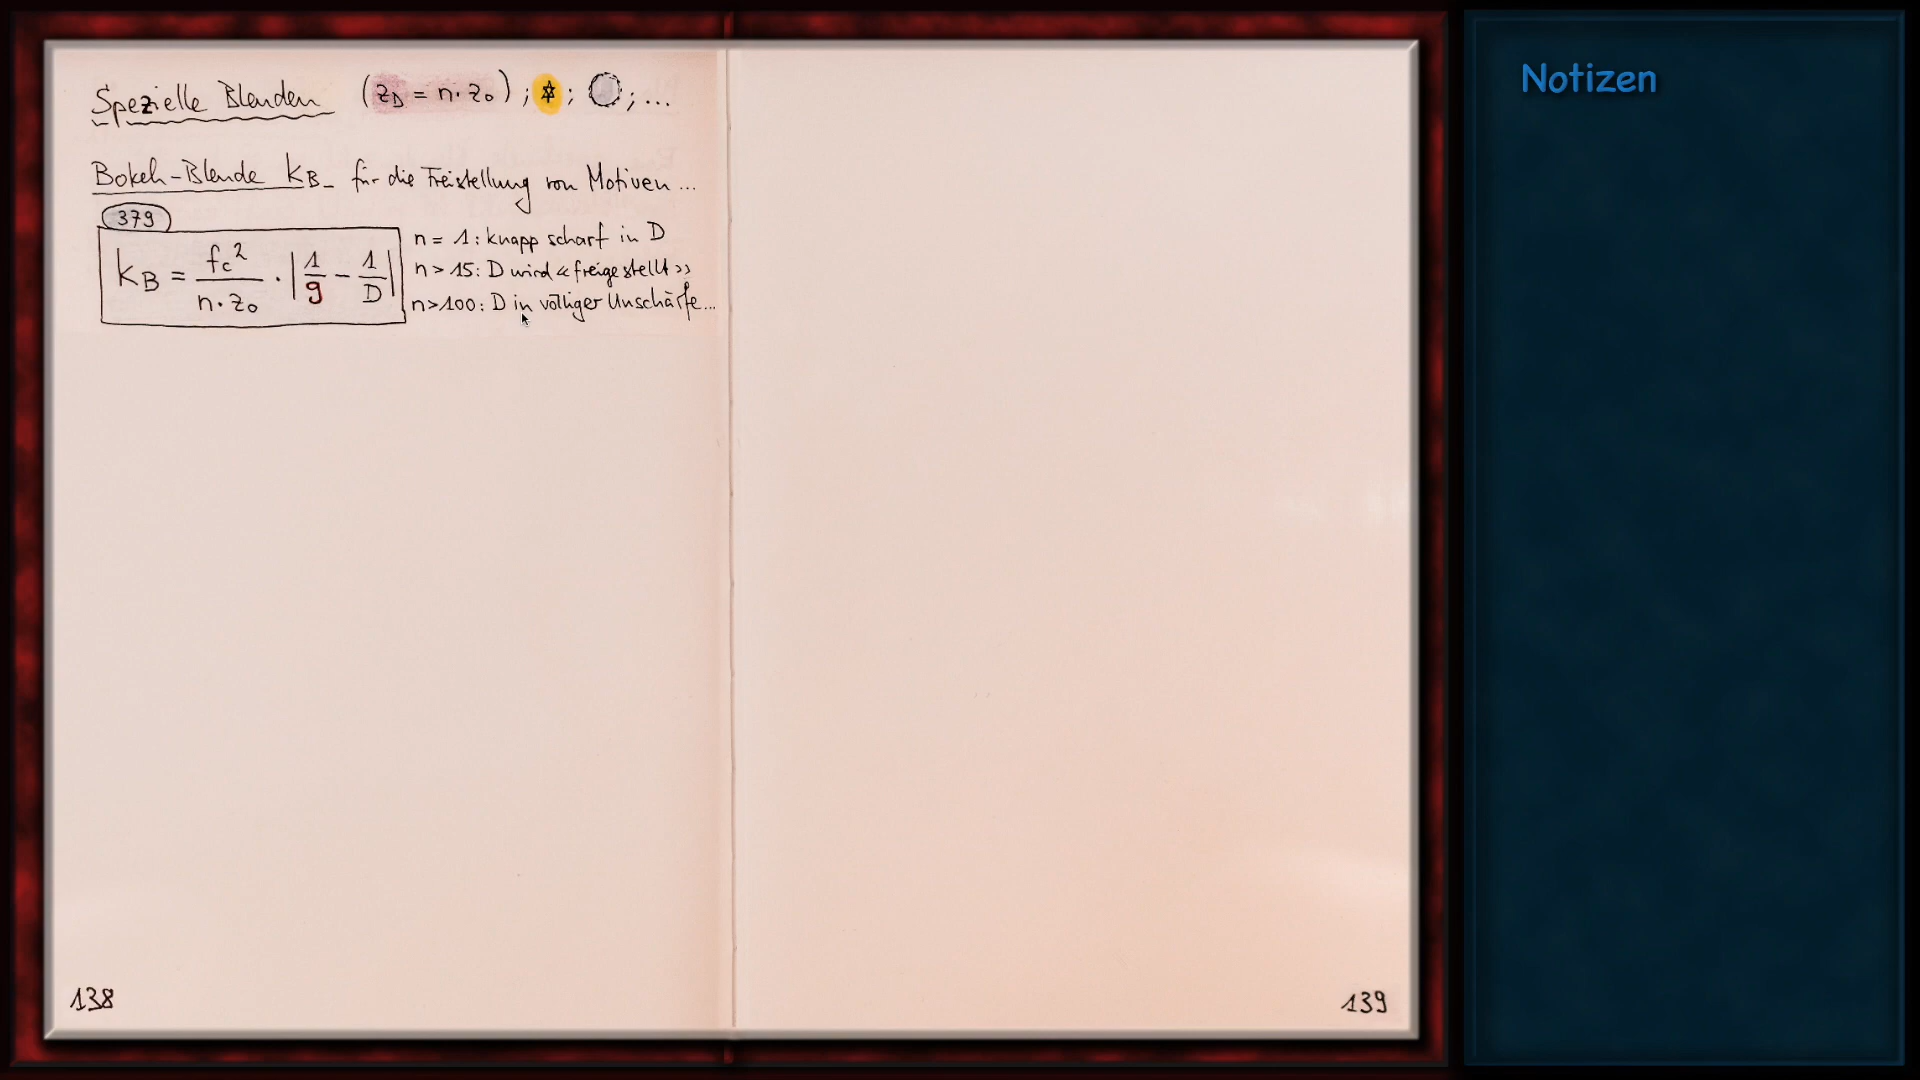 Spezielle Blenden (z_D = n · z_0) ; ; ; ...
Bokeh-Blende k_B für die Freistellung von Motiven ...
379
k_B = f_c² / (n · z_0) · | 1/g - 1/D |
n = 1 : knapp scharf in D
n > 15 : D wird «freigestellt»
n > 100 : D in völliger Unschärfe...
138
139
Notizen